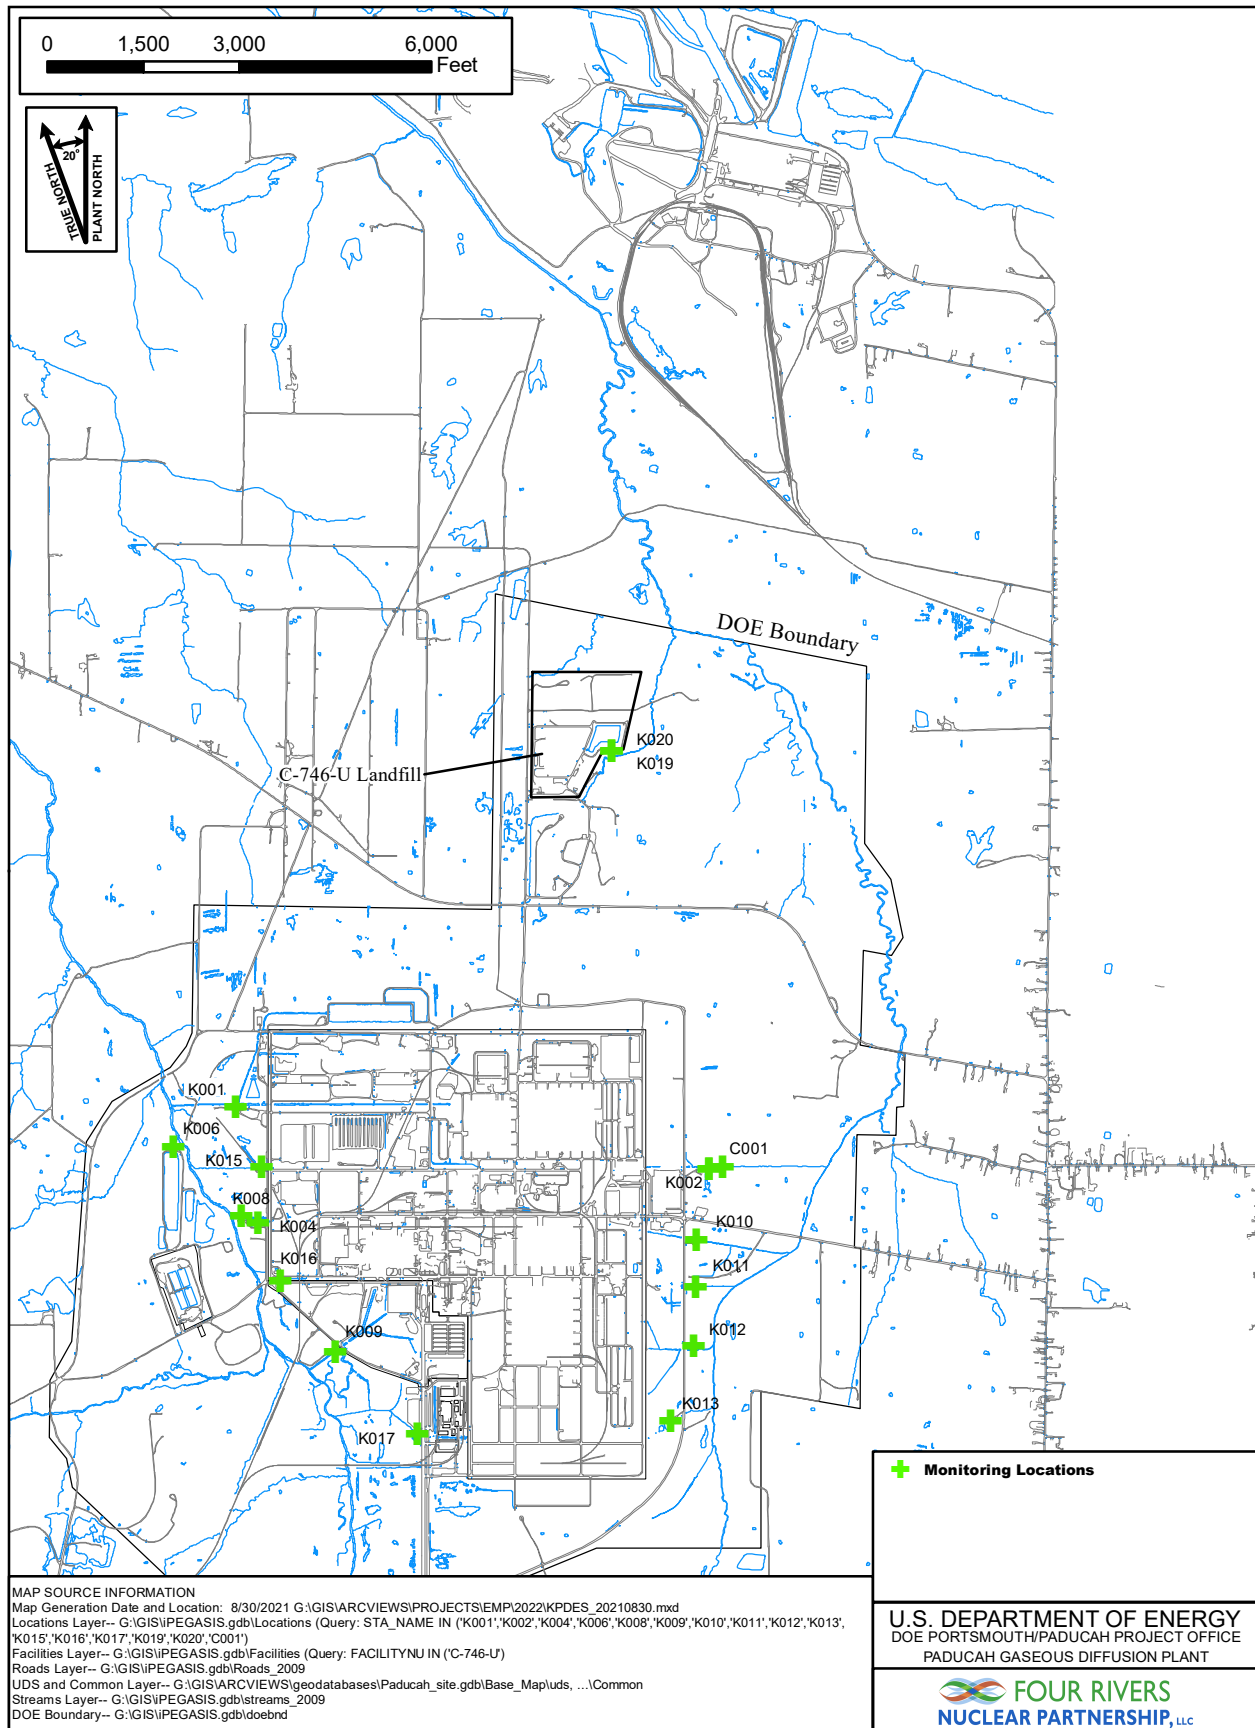 0 1,500 3,000 6,000
Feet
TRUE NORTH
20°
PLANT NORTH
DOE Boundary
K020
K019
C-746-U Landfill
K001
K006
K015
C001
K002
K008
K004
K010
K016
K011
K009
K012
K013
K017
Monitoring Locations
MAP SOURCE INFORMATION
Map Generation Date and Location: 8/30/2021 G:\GIS\ARCVIEWS\PROJECTS\EMP\2022\KPDES_20210830.mxd
Locations Layer-- G:\GIS\iPEGASIS.gdb\Locations (Query: STA_NAME IN ('K001','K002','K004','K006','K008','K009','K010','K011','K012','K013',
'K015','K016','K017','K019','K020','C001')
Facilities Layer-- G:\GIS\iPEGASIS.gdb\Facilities (Query: FACILITYNU IN ('C-746-U')
Roads Layer-- G:\GIS\iPEGASIS.gdb\Roads_2009
UDS and Common Layer-- G:\GIS\ARCVIEWS\geodatabases\Paducah_site.gdb\Base_Map\uds, ...\Common
Streams Layer-- G:\GIS\iPEGASIS.gdb\streams_2009
DOE Boundary-- G:\GIS\iPEGASIS.gdb\doebnd
U.S. DEPARTMENT OF ENERGY
DOE PORTSMOUTH/PADUCAH PROJECT OFFICE
PADUCAH GASEOUS DIFFUSION PLANT
FOUR RIVERS
NUCLEAR PARTNERSHIP, LLC